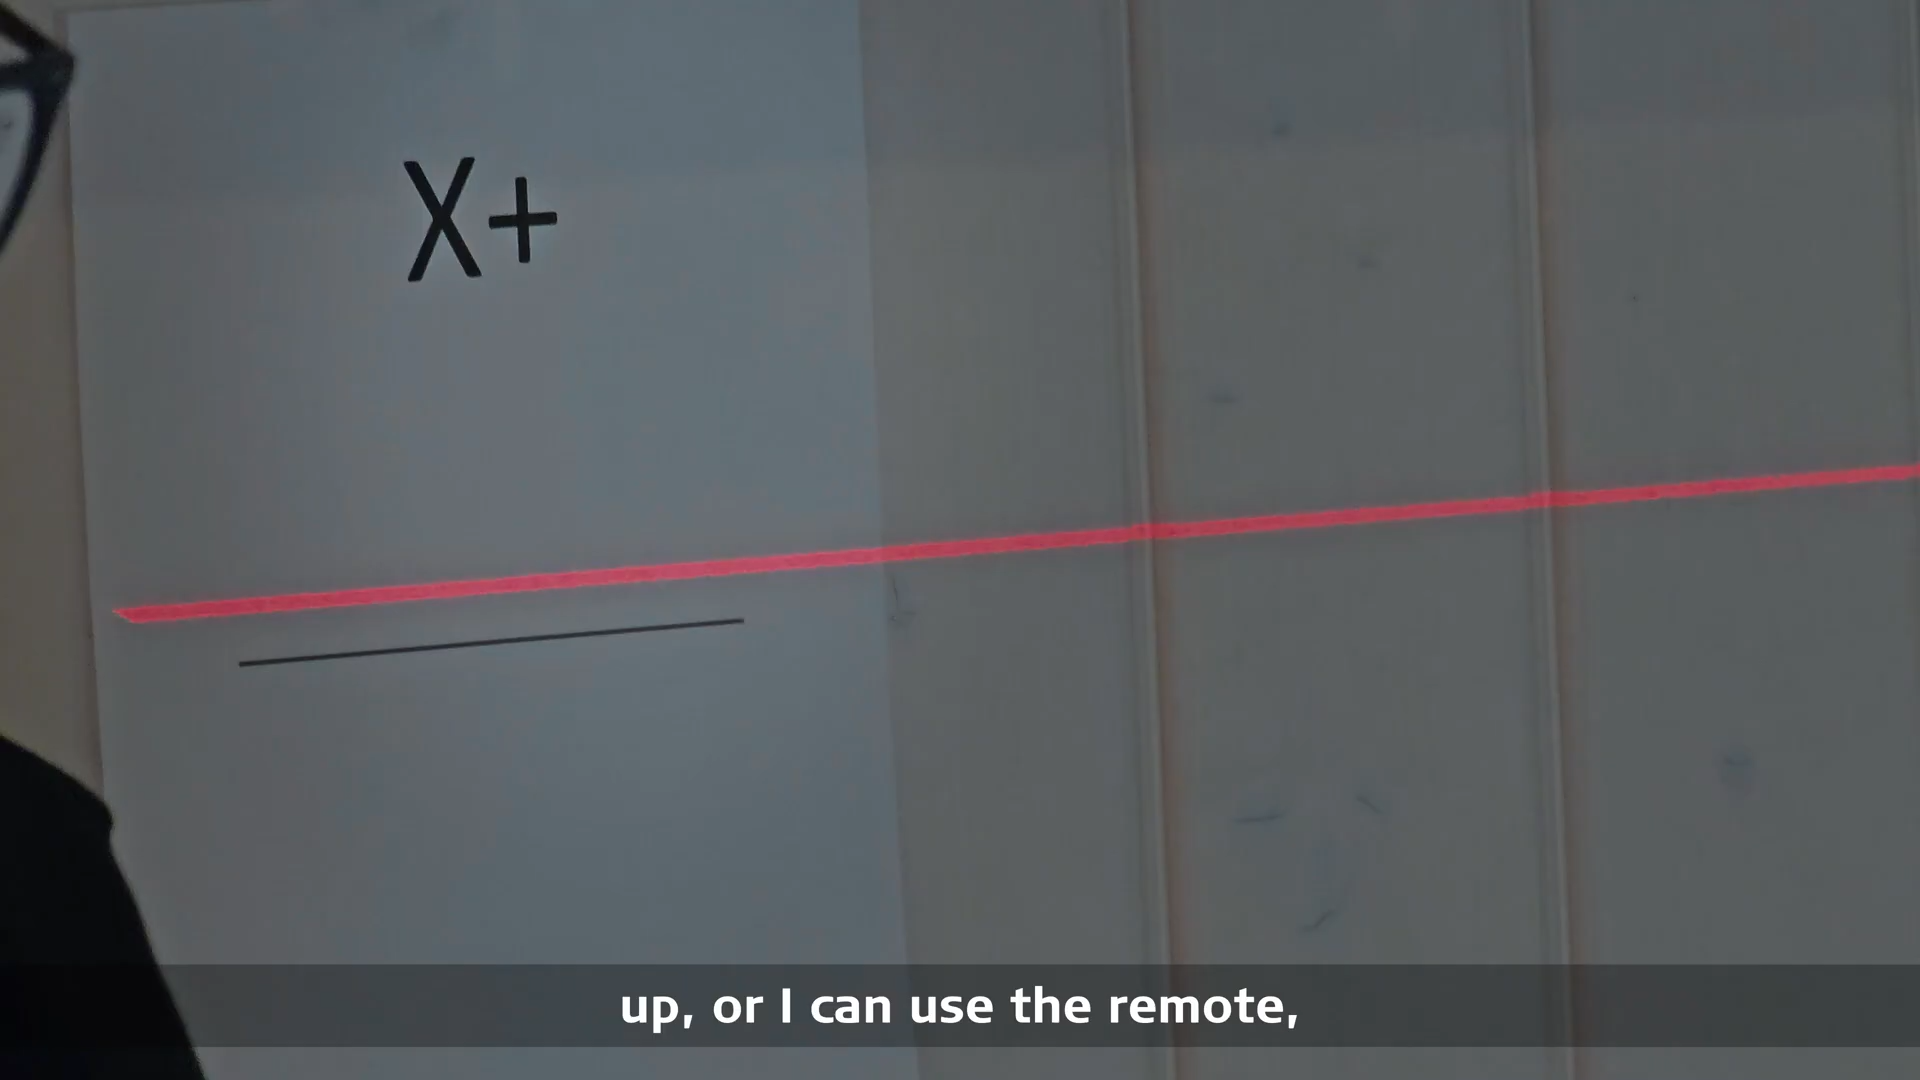 X+
up, or I can use the remote,